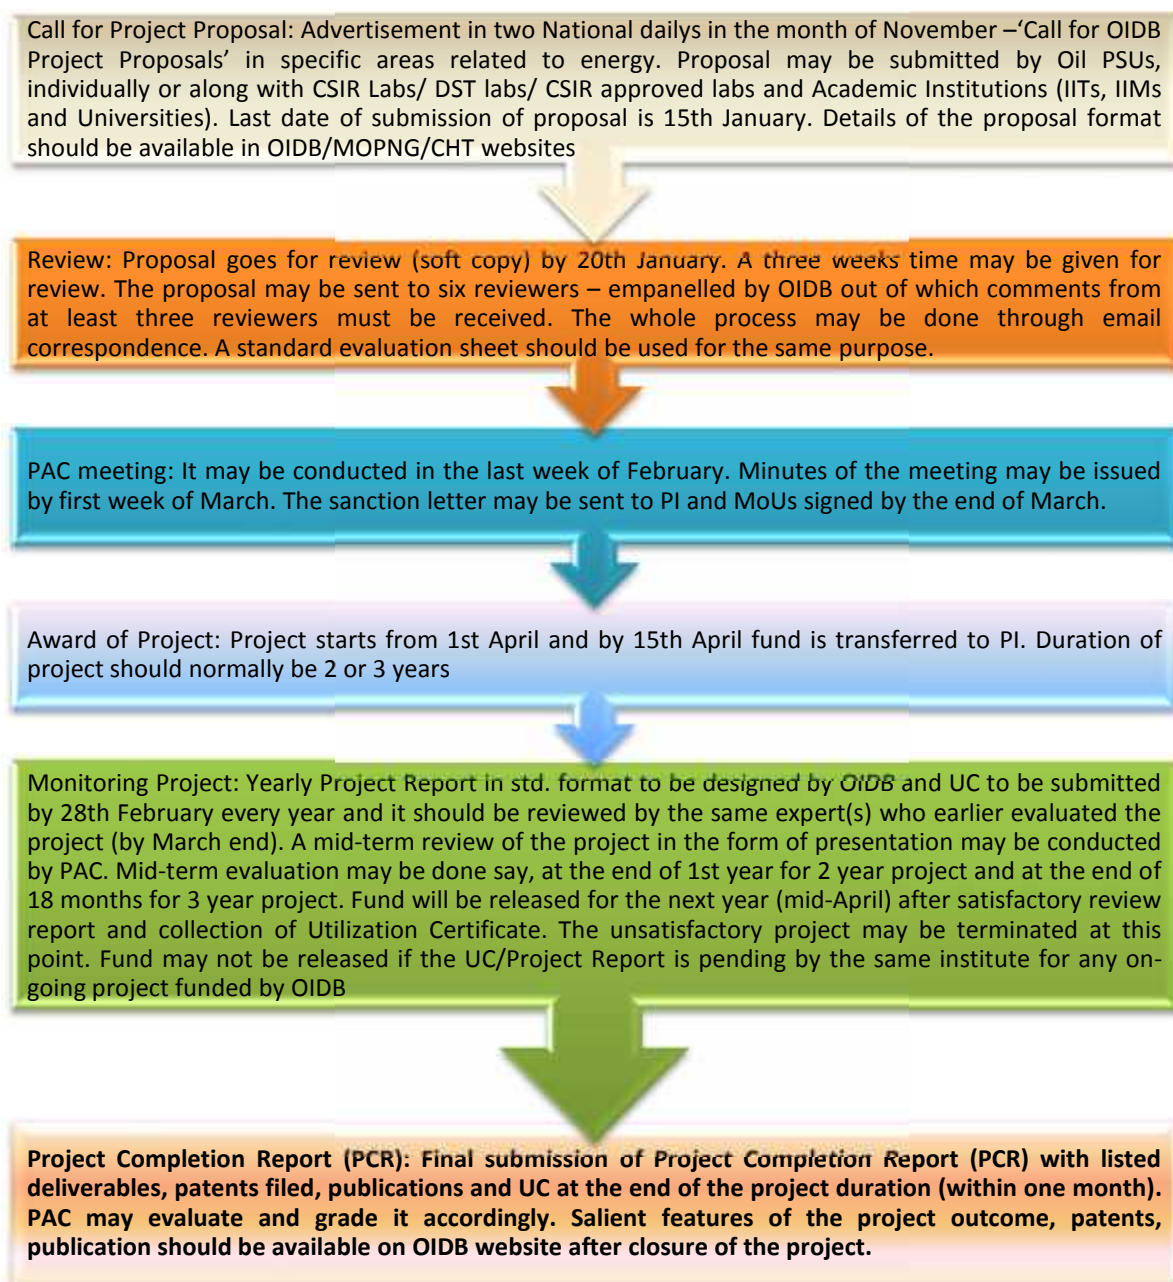 Call for Project Proposal: Advertisement in two National dailys in the month of November –‘Call for OIDB
Project Proposals’ in specific areas related to energy. Proposal may be submitted by Oil PSUs,
individually or along with CSIR Labs/ DST labs/ CSIR approved labs and Academic Institutions (IITs, IIMs
and Universities). Last date of submission of proposal is 15th January. Details of the proposal format
should be available in OIDB/MOPNG/CHT websites
Review: Proposal goes for review (soft copy) by 20th January. A three weeks time may be given for
review. The proposal may be sent to six reviewers – empanelled by OIDB out of which comments from
at least three reviewers must be received. The whole process may be done through email
correspondence. A standard evaluation sheet should be used for the same purpose.
PAC meeting: It may be conducted in the last week of February. Minutes of the meeting may be issued
by first week of March. The sanction letter may be sent to PI and MoUs signed by the end of March.
Award of Project: Project starts from 1st April and by 15th April fund is transferred to PI. Duration of
project should normally be 2 or 3 years
Monitoring Project: Yearly Project Report in std. format to be designed by OIDB and UC to be submitted
by 28th February every year and it should be reviewed by the same expert(s) who earlier evaluated the
project (by March end). A mid-term review of the project in the form of presentation may be conducted
by PAC. Mid-term evaluation may be done say, at the end of 1st year for 2 year project and at the end of
18 months for 3 year project. Fund will be released for the next year (mid-April) after satisfactory review
report and collection of Utilization Certificate. The unsatisfactory project may be terminated at this
point. Fund may not be released if the UC/Project Report is pending by the same institute for any on-
going project funded by OIDB
Project Completion Report (PCR): Final submission of Project Completion Report (PCR) with listed
deliverables, patents filed, publications and UC at the end of the project duration (within one month).
PAC may evaluate and grade it accordingly. Salient features of the project outcome, patents,
publication should be available on OIDB website after closure of the project.